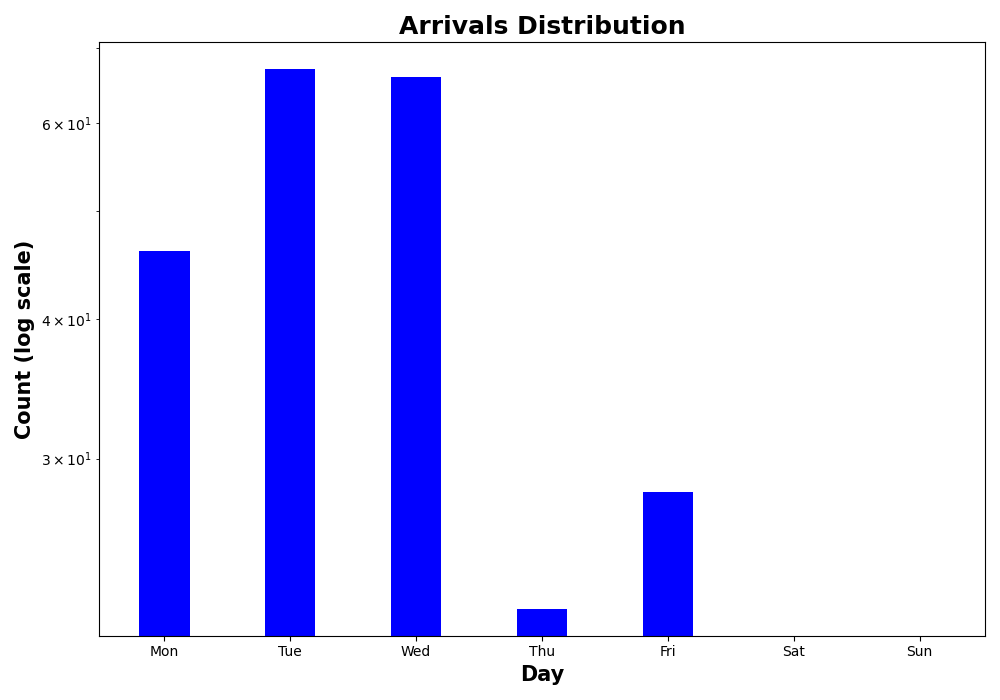 Arrivals Distribution
6 × 10¹
4 × 10¹
3 × 10¹
Count (log scale)
Mon Tue Wed Thu Fri Sat Sun
Day